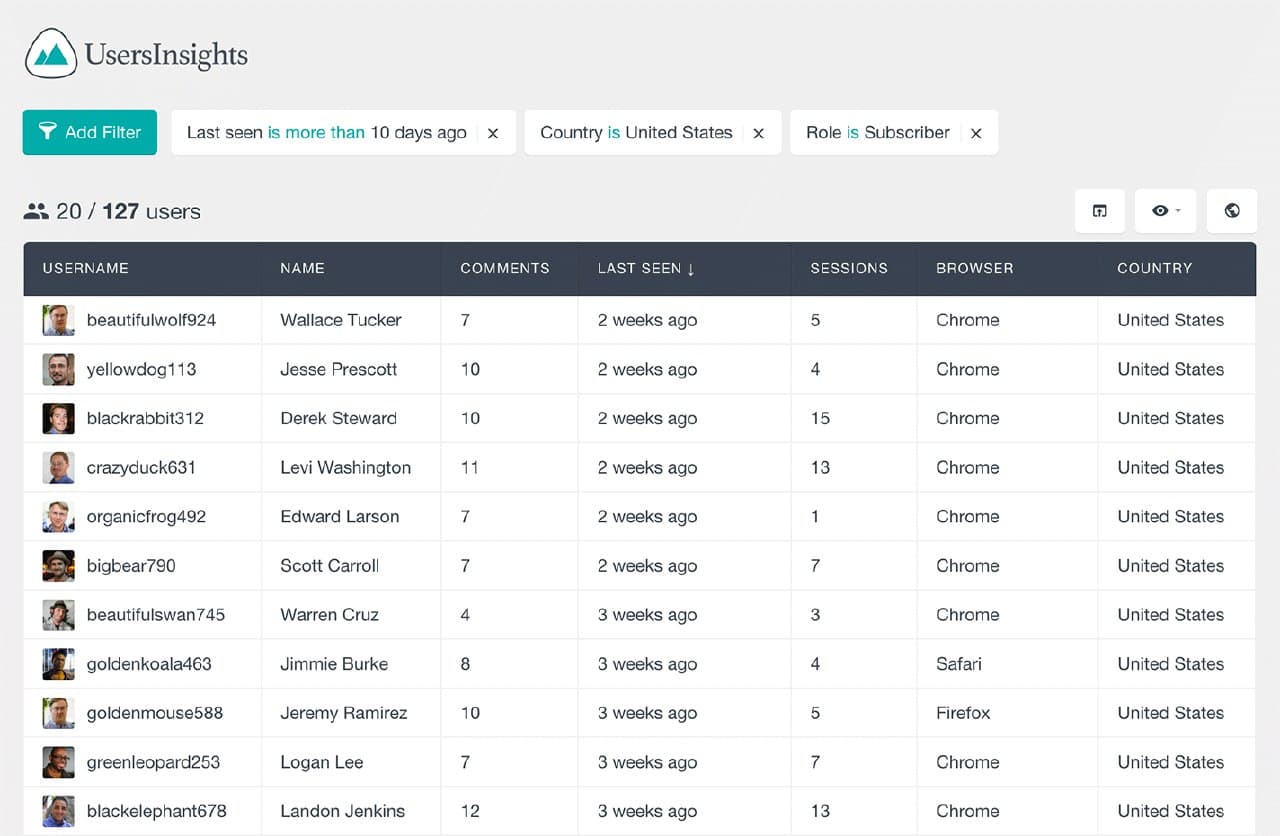 UsersInsights
Add Filter Last seen is more than 10 days ago × Country is United States × Role is Subscriber ×
20 / 127 users
USERNAME NAME COMMENTS LAST SEEN ↓ SESSIONS BROWSER COUNTRY
beautifulwolf924 Wallace Tucker 7 2 weeks ago 5 Chrome United States
yellowdog113 Jesse Prescott 10 2 weeks ago 4 Chrome United States
blackrabbit312 Derek Steward 10 2 weeks ago 15 Chrome United States
crazyduck631 Levi Washington 11 2 weeks ago 13 Chrome United States
organicfrog492 Edward Larson 7 2 weeks ago 1 Chrome United States
bigbear790 Scott Carroll 7 2 weeks ago 7 Chrome United States
beautifulswan745 Warren Cruz 4 3 weeks ago 3 Chrome United States
goldenkoala463 Jimmie Burke 8 3 weeks ago 4 Safari United States
goldenmouse588 Jeremy Ramirez 10 3 weeks ago 5 Firefox United States
greenleopard253 Logan Lee 7 3 weeks ago 7 Chrome United States
blackelephant678 Landon Jenkins 12 3 weeks ago 13 Chrome United States